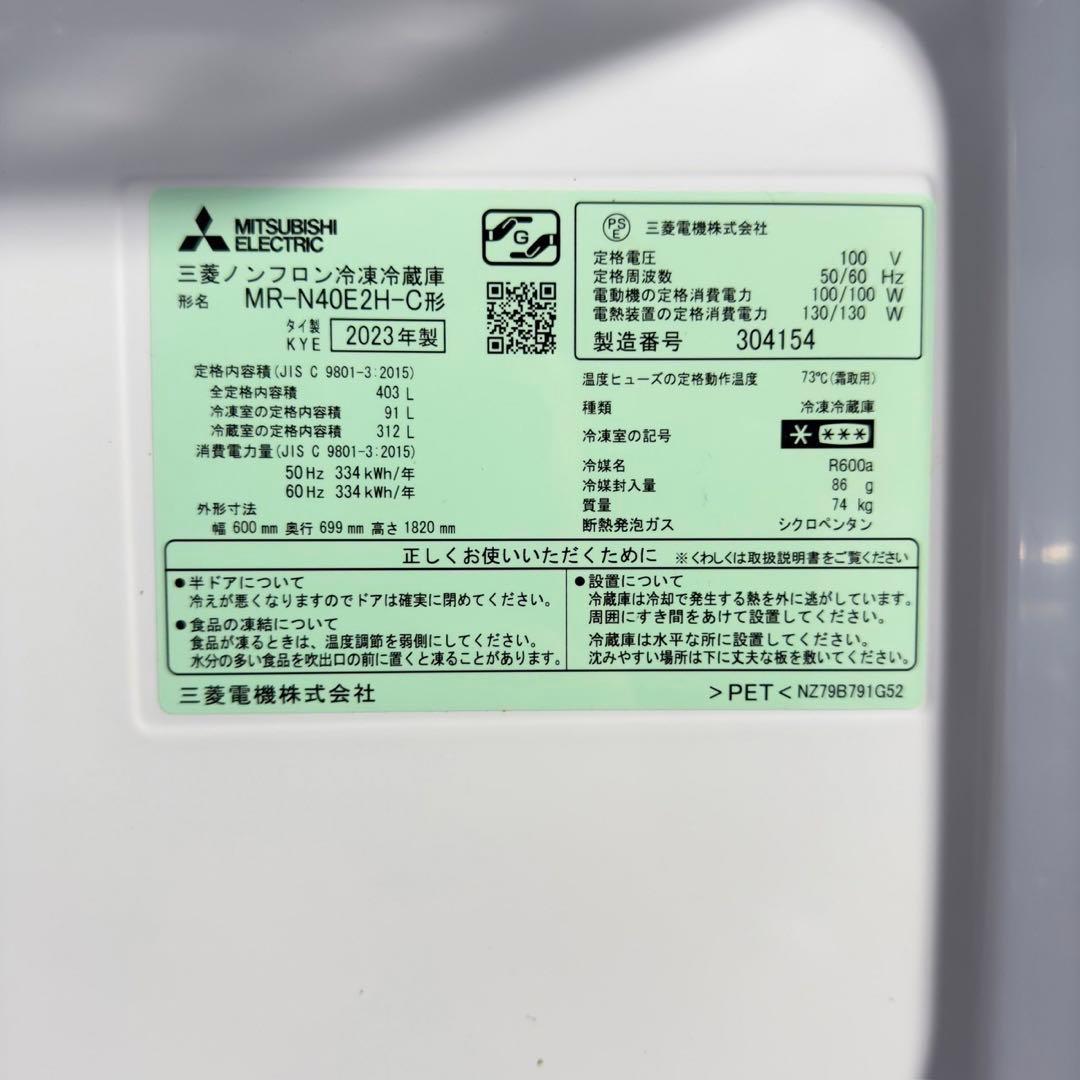 MITSUBISHI
ELECTRIC
三菱ノンフロン冷凍冷蔵庫
形名 MR-N40E2H-C形
タイ製
KYE
2023年製
G
定格内容積(JIS C 9801-3:2015)
全定格内容積 403 L
冷凍室の定格内容積 91 L
冷蔵室の定格内容積 312 L
消費電力量(JIS C 9801-3:2015)
50Hz 334kWh/年
60Hz 334kWh/年
外形寸法
幅 600mm 奥行 699mm 高さ 1820mm
PSE 三菱電機株式会社
定格電圧 100 V
定格周波数 50/60 Hz
電動機の定格消費電力 100/100 W
電熱装置の定格消費電力 130/130 W
製造番号 304154
温度ヒューズの定格動作温度 73℃(霜取用)
種類 冷凍冷蔵庫
冷凍室の記号 * ***
冷媒名 R600a
冷媒封入量 86 g
質量 74 kg
断熱発泡ガス シクロペンタン
正しくお使いいただくために ※くわしくは取扱説明書をご覧ください
●半ドアについて
冷えが悪くなりますのでドアは確実に閉めてください。
●食品の凍結について
食品が凍るときは、温度調節を弱側にしてください。
水分の多い食品を吹出口の前に置くと凍ることがあります。
●設置について
冷蔵庫は冷却で発生する熱を外に逃がしています。
周囲にすき間をあけて設置してください。
冷蔵庫は水平な所に設置してください。
沈みやすい場所は下に丈夫な板を敷いてください。
三菱電機株式会社
>PET< NZ79B791G52